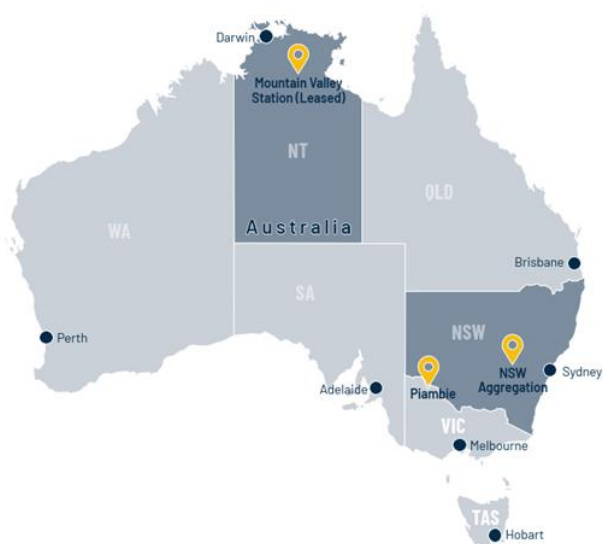 Darwin
Mountain Valley
Station (Leased)
NT
QLD
WA
Australia
Brisbane
SA
NSW
Perth
Sydney
NSW
Aggregation
Adelaide
Piambie
VIC
Melbourne
TAS
Hobart